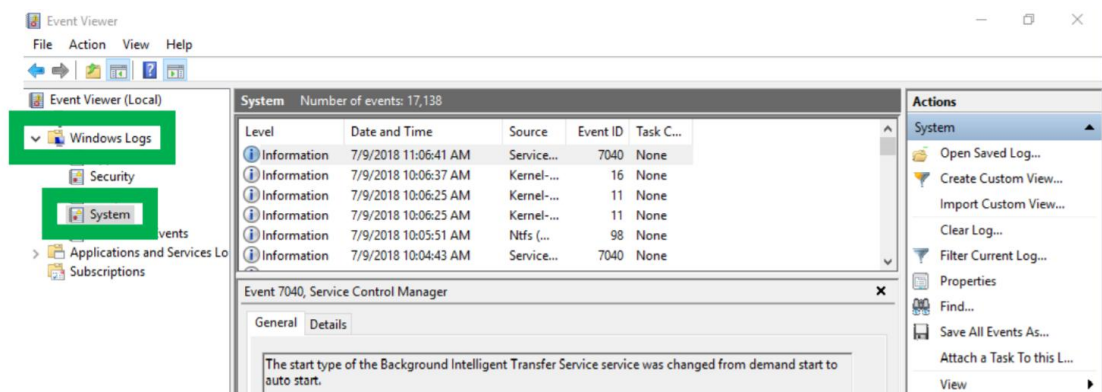 Event Viewer
File Action View Help
Event Viewer (Local)
Windows Logs
Security
System
vents
Applications and Services Lo
Subscriptions
System Number of events: 17,138
Level Date and Time Source Event ID Task C...
Information 7/9/2018 11:06:41 AM Service... 7040 None
Information 7/9/2018 10:06:37 AM Kernel-... 16 None
Information 7/9/2018 10:06:25 AM Kernel-... 11 None
Information 7/9/2018 10:06:25 AM Kernel-... 11 None
Information 7/9/2018 10:05:51 AM Ntfs (... 98 None
Information 7/9/2018 10:04:43 AM Service... 7040 None
Event 7040, Service Control Manager
General Details
The start type of the Background Intelligent Transfer Service service was changed from demand start to
auto start.
Actions
System
Open Saved Log...
Create Custom View...
Import Custom View...
Clear Log...
Filter Current Log...
Properties
Find...
Save All Events As...
Attach a Task To this L...
View